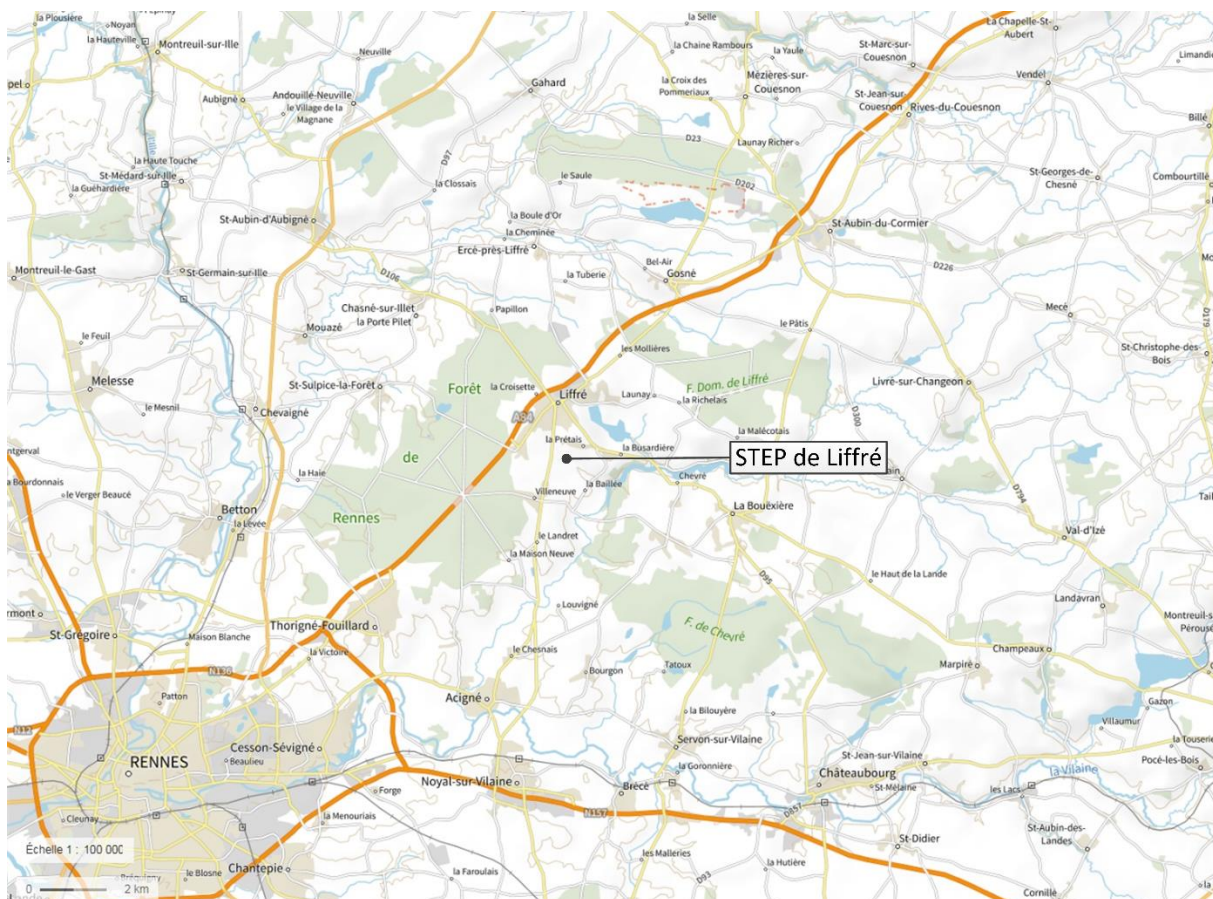 la Plousière
Noyan
la Hauteville
Montreuil-sur-Ille
Neuville
la Selle
la Chaine Rambours
la Yaule
St-Marc-sur-
Couesnon
La Chapelle-St-
Aubert
Limandie
Vendel
Gahard
la Croix des
Pommeriaux
Mézières-sur-
Couesnon
St-Jean-sur-
Couesnon
Rives-du-Couesnon
Aubigné
Andouillé-Neuville
le Village de la
Magnane
D23
Launay Richer
Billé
la Haute Touche
St-Médard-sur-Ille
la Guéhardière
D97
la Clossais
le Saule
D202
St-Georges-de-
Chesné
Combourtillé
St-Aubin-d'Aubigné
la Boule d'Or
la Cheminée
Ercé-près-Liffré
St-Aubin-du-Cormier
Montreuil-le-Gast
St-Germain-sur-Ille
D106
Bel-Air
la Tuberie
Gosné
D226
Chasné-sur-Illet
la Porte Pilet
Papillon
Mecé
D179
Mouazé
le Feuil
le Pâtis
les Mollières
St-Christophe-des-
Bois
Melesse
St-Sulpice-la-Forêt
Forêt
la Croisette
Liffré
Launay
F. Dom. de Liffré
la Richelais
Livré-sur-Changeon
le Mesnil
Chevaigné
A84
D300
la Prétais
la Busardière
la Malécotais
de
STEP de Liffré
la Bourdonnais
la Haie
le Verger Beaucé
Villeneuve
la Baillée
Chevré
D794
Betton
la Levée
Rennes
La Bouëxière
Val-d'Izé
le Landret
la Maison Neuve
D95
le Haut de la Lande
Landavran
Louvigné
St-Grégoire
Maison Blanche
Thorigné-Fouillard
F. de Chevré
Montreuil-s
Pérouse
la Victoire
le Chesnais
Champeaux
N136
Bourgon
Tatoux
Marpiré
Patton
Acigné
Gazon
la Bilouyère
Villaumur
Cesson-Sévigné
Beaulieu
Servon-sur-Vilaine
la Touserie
RENNES
la Goronnière
St-Jean-sur-Vilaine
la Vilaine
Pocé-les-Bois
Châteaubourg
St-Mélaine
les Lacs
Forge
Noyal-sur-Vilaine
Brecé
N157
D857
Cleunay
la Menouriais
St-Aubin-des-
Landes
St-Didier
Échelle 1 : 100 000
les Malleries
la Hutière
le Blosne
Chantepie
la Faroulais
D93
Cornillé
0 2 km